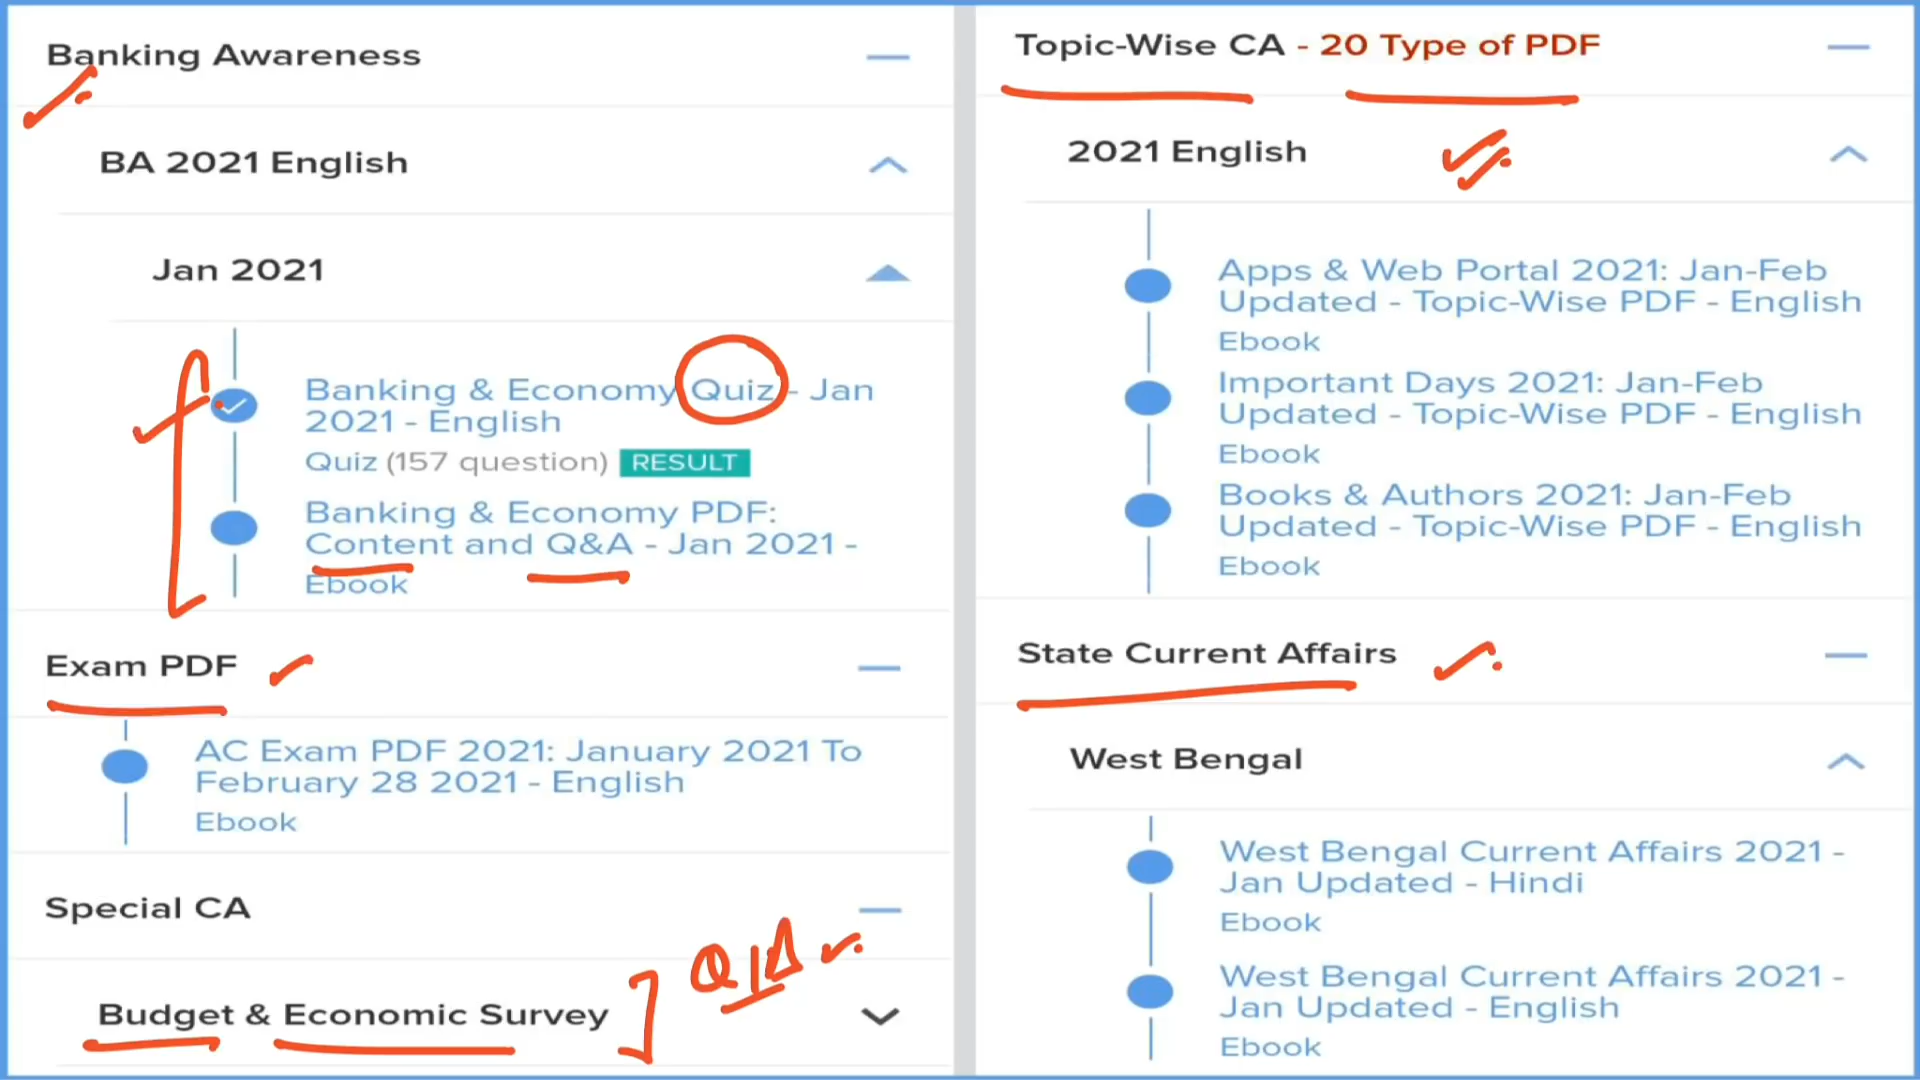 Banking Awareness
BA 2021 English
Jan 2021
Banking & Economy Quiz - Jan
2021 - English
Quiz (157 question) RESULT
Banking & Economy PDF:
Content and Q&A - Jan 2021 -
Ebook
Exam PDF
AC Exam PDF 2021: January 2021 To
February 28 2021 - English
Ebook
Special CA
Budget & Economic Survey
Topic-Wise CA - 20 Type of PDF
2021 English
Apps & Web Portal 2021: Jan-Feb
Updated - Topic-Wise PDF - English
Ebook
Important Days 2021: Jan-Feb
Updated - Topic-Wise PDF - English
Ebook
Books & Authors 2021: Jan-Feb
Updated - Topic-Wise PDF - English
Ebook
State Current Affairs
West Bengal
West Bengal Current Affairs 2021 -
Jan Updated - Hindi
Ebook
West Bengal Current Affairs 2021 -
Jan Updated - English
Ebook